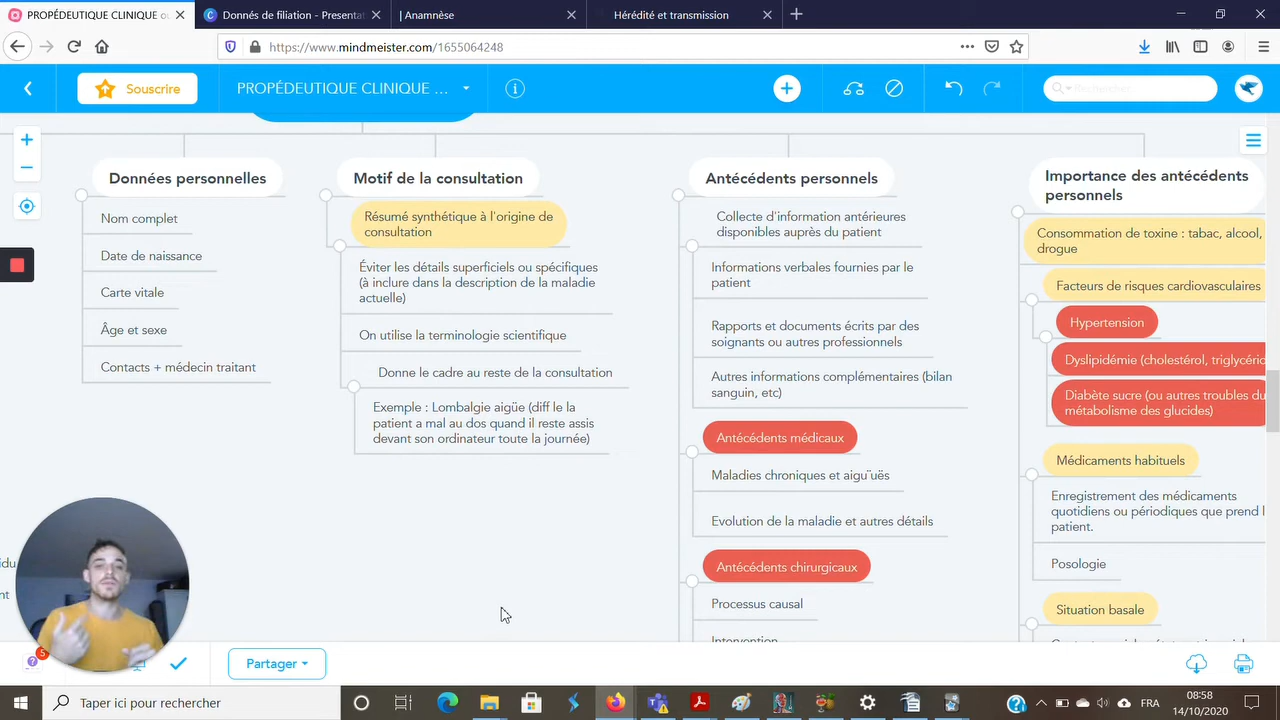 PROPÉDEUTIQUE CLINIQUE
Donnés de filiation - Presentat
| Anamnèse
Hérédité et transmission
https://www.mindmeister.com/1655064248
Souscrire
PROPÉDEUTIQUE CLINIQUE ...
Rechercher
Données personnelles
Nom complet
Date de naissance
Carte vitale
Âge et sexe
Contacts + médecin traitant
Motif de la consultation
Résumé synthétique à l'origine de
consultation
Éviter les détails superficiels ou spécifiques
(à inclure dans la description de la maladie
actuelle)
On utilise la terminologie scientifique
Donne le cadre au reste de la consultation
Exemple : Lombalgie aigüe (diff le la
patient a mal au dos quand il reste assis
devant son ordinateur toute la journée)
Antécédents personnels
Collecte d'information antérieures
disponibles auprès du patient
Informations verbales fournies par le
patient
Rapports et documents écrits par des
soignants ou autres professionnels
Autres informations complémentaires (bilan
sanguin, etc)
Antécédents médicaux
Maladies chroniques et aigu¨uës
Evolution de la maladie et autres détails
Antécédents chirurgicaux
Processus causal
Intervention
Importance des antécédents
personnels
Consommation de toxine : tabac, alcool,
drogue
Facteurs de risques cardiovasculaires
Hypertension
Dyslipidémie (cholestérol, triglycéric
Diabète sucre (ou autres troubles du
métabolisme des glucides)
Médicaments habituels
Enregistrement des médicaments
quotidiens ou périodiques que prend l
patient.
Posologie
Situation basale
idu
nt
5
Partager
Taper ici pour rechercher
FRA
08:58
14/10/2020